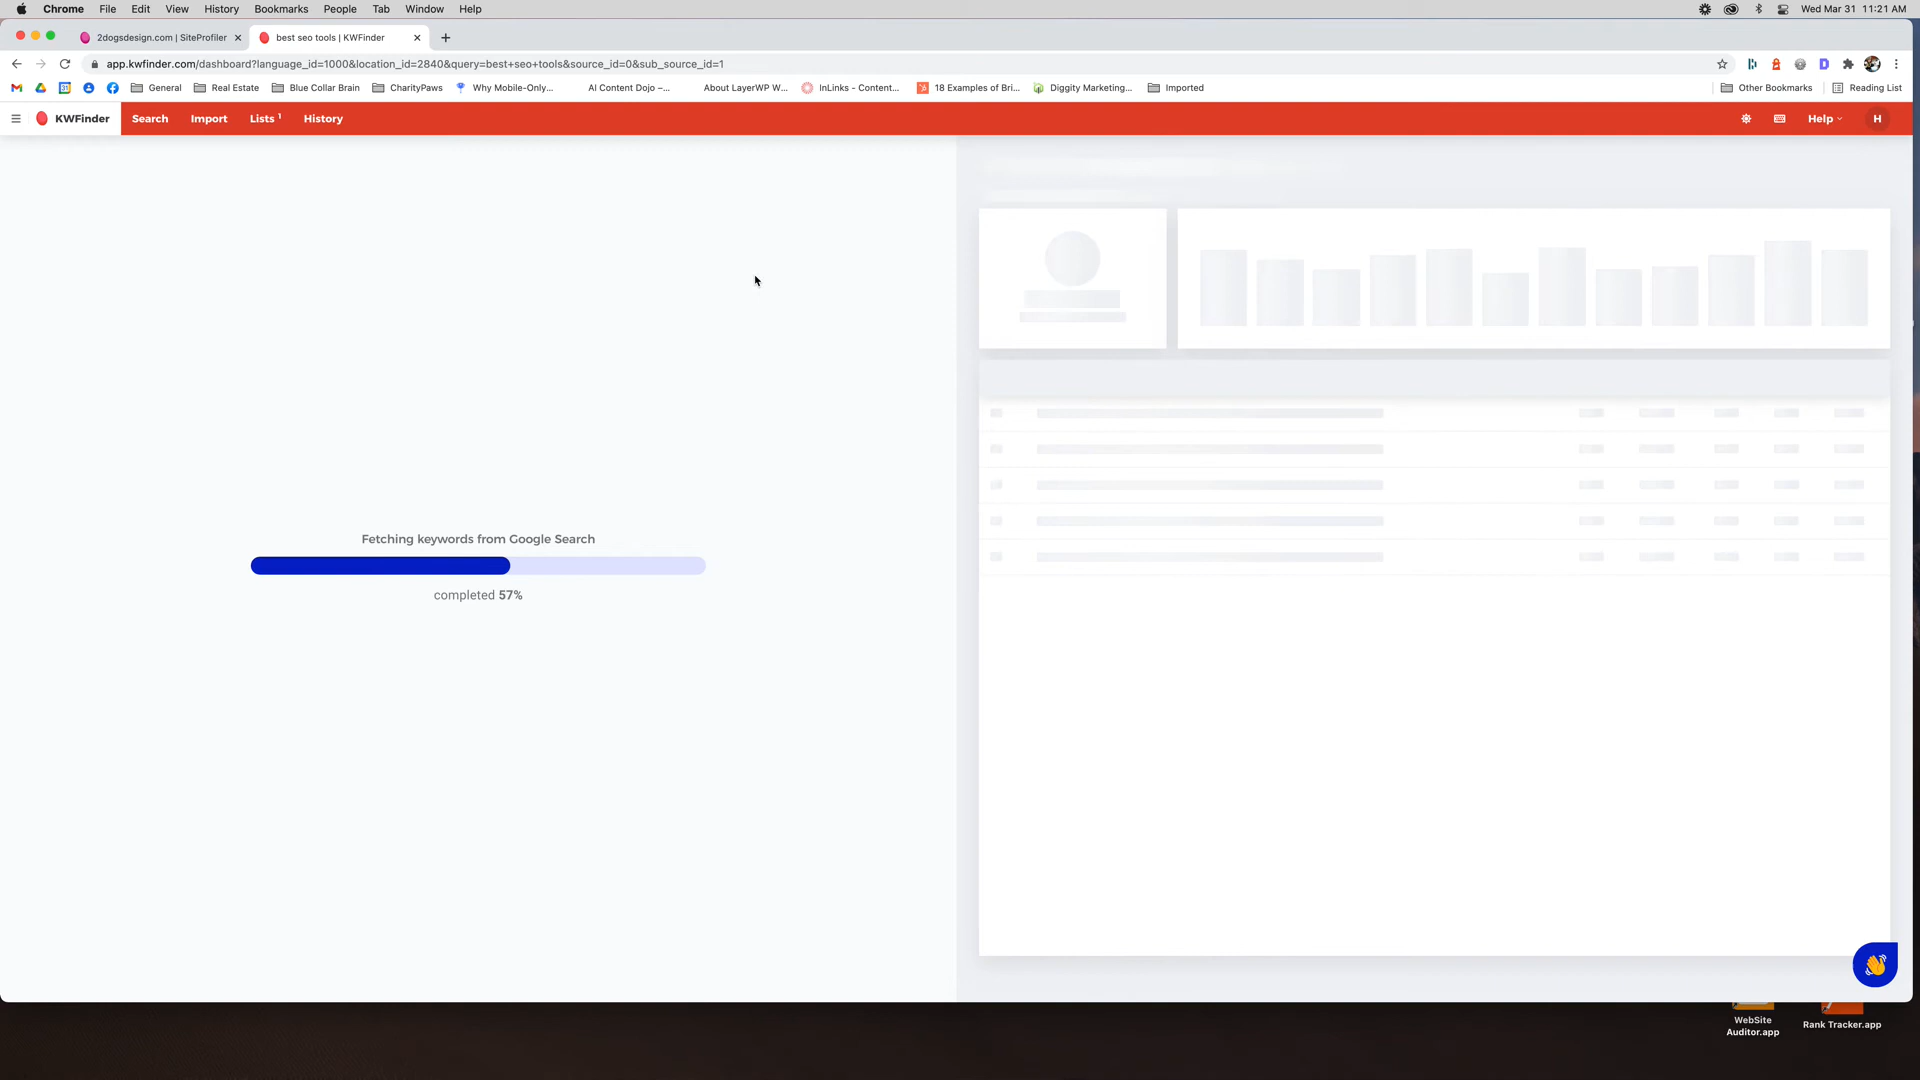 Chrome File Edit View History Bookmarks People Tab Window Help Wed Mar 31 11:21 AM
2dogsdesign.com | SiteProfiler best seo tools | KWFinder
app.kwfinder.com/dashboard?language_id=1000&location_id=2840&query=best+seo+tools&source_id=0&sub_source_id=1
General Real Estate Blue Collar Brain CharityPaws Why Mobile-Only... AI Content Dojo –... About LayerWP W... InLinks - Content... 18 Examples of Bri... Diggity Marketing... Imported Other Bookmarks Reading List
KWFinder Search Import Lists 1 History Help H
Fetching keywords from Google Search
completed 57%
WebSite Auditor.app
Rank Tracker.app